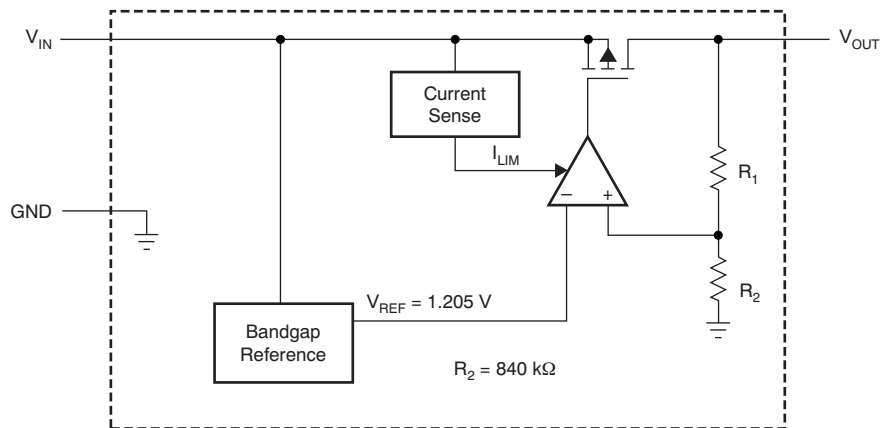 V_IN
V_OUT
Current
Sense
I_LIM
R_1
− +
GND
V_REF = 1.205 V
R_2
Bandgap
Reference
R_2 = 840 kΩ